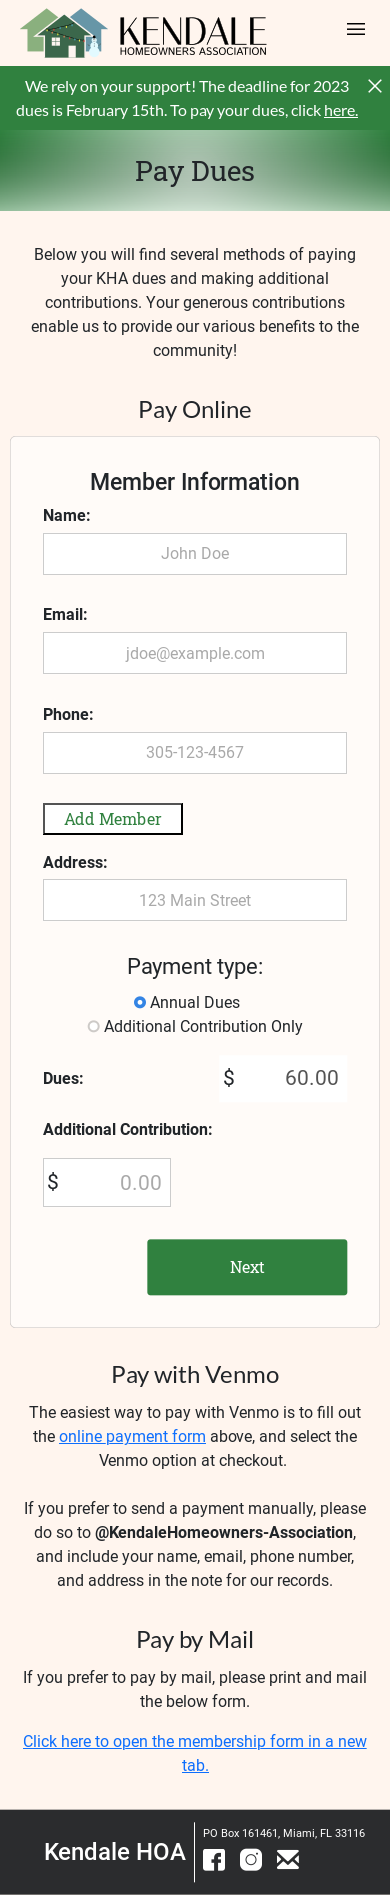 KENDALE
HOMEOWNERS ASSOCIATION
We rely on your support! The deadline for 2023
dues is February 15th. To pay your dues, click here.
Pay Dues
Below you will find several methods of paying
your KHA dues and making additional
contributions. Your generous contributions
enable us to provide our various benefits to the
community!
Pay Online
Member Information
Name:
John Doe
Email:
jdoe@example.com
Phone:
305-123-4567
Add Member
Address:
123 Main Street
Payment type:
Annual Dues
Additional Contribution Only
Dues: $ 60.00
Additional Contribution:
$ 0.00
Next
Pay with Venmo
The easiest way to pay with Venmo is to fill out
the online payment form above, and select the
Venmo option at checkout.
If you prefer to send a payment manually, please
do so to @KendaleHomeowners-Association,
and include your name, email, phone number,
and address in the note for our records.
Pay by Mail
If you prefer to pay by mail, please print and mail
the below form.
Click here to open the membership form in a new
tab.
Kendale HOA
PO Box 161461, Miami, FL 33116